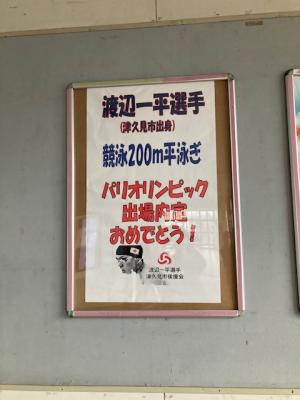 渡辺一平選手
(津久見市出身)
競泳200m平泳ぎ
パリオリンピック
出場内定
おめでとう!
渡辺一平選手
津久見市後援会